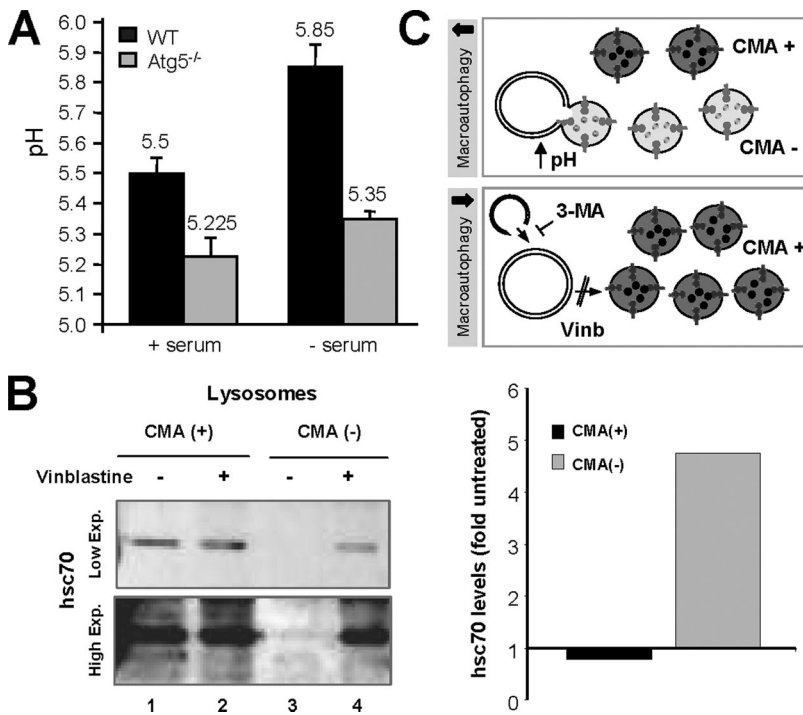 A
6.0
5.9
5.8
5.7
5.6
5.5
5.4
5.3
5.2
5.1
5.0
pH
WT
Atg5-/-
5.5
5.225
5.85
5.35
+ serum
- serum
C
Macroautophagy
CMA +
CMA -
pH
Macroautophagy
3-MA
CMA +
Vinb
B
Lysosomes
CMA (+)
CMA (-)
Vinblastine
- + - +
hsc70
Low Exp.
High Exp.
1 2 3 4
hsc70 levels (fold untreated)
6
5
4
3
2
1
0
CMA(+)
CMA(-)